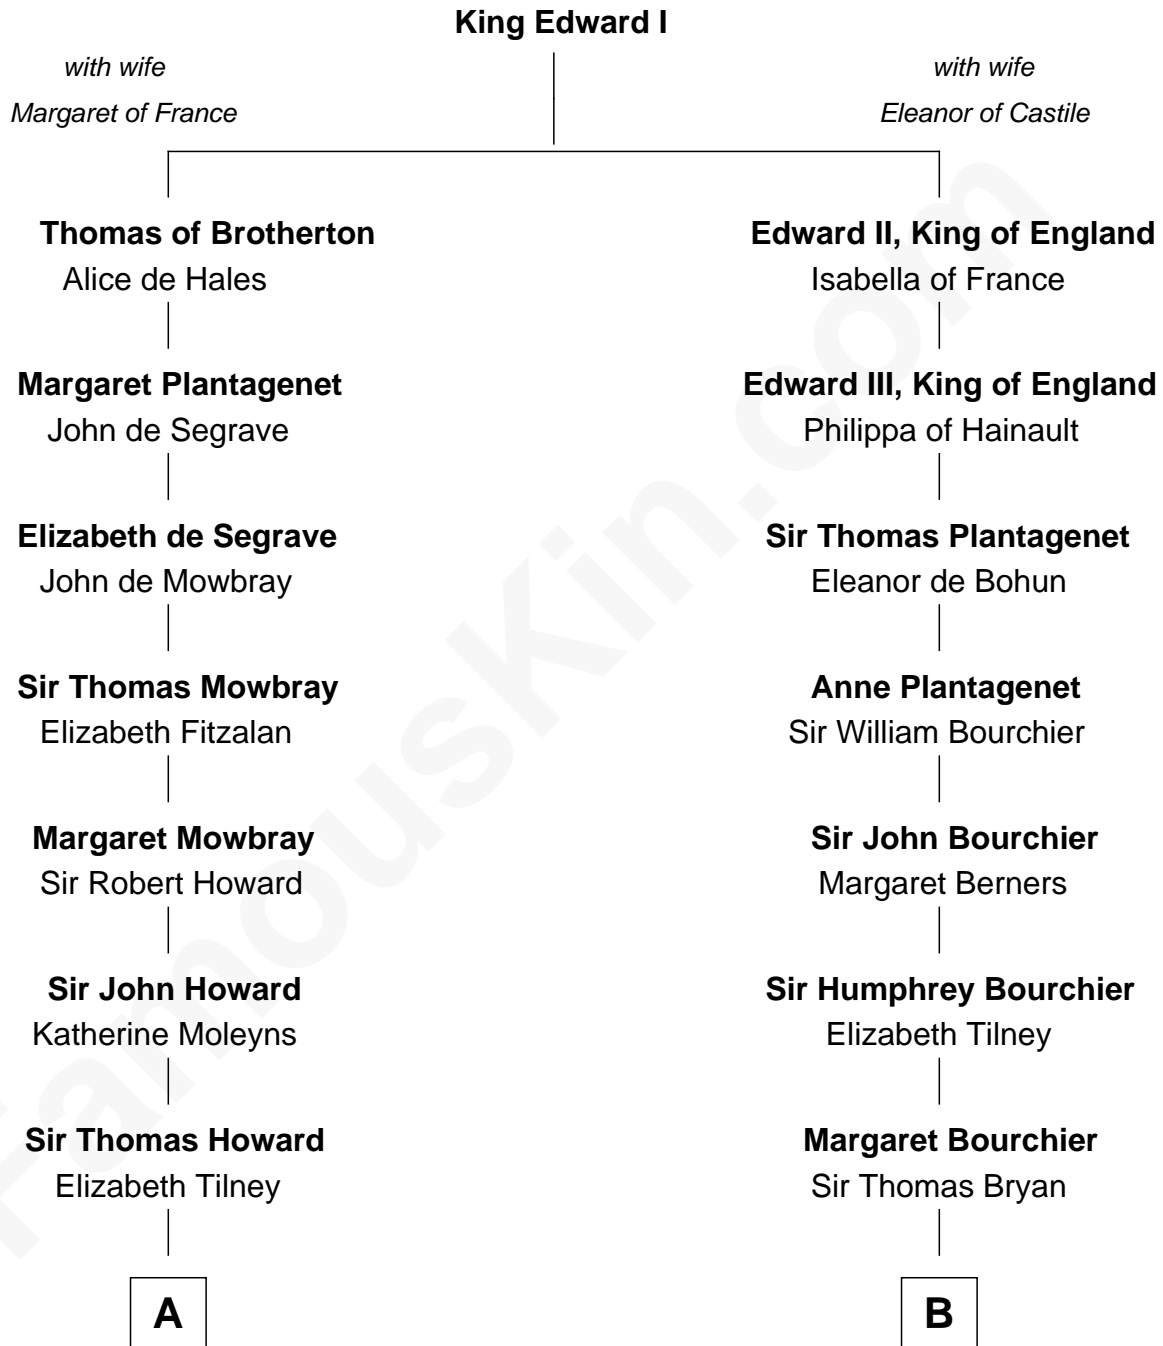 King Edward I
with wife
Margaret of France
with wife
Eleanor of Castile
Thomas of Brotherton
Alice de Hales
Edward II, King of England
Isabella of France
Margaret Plantagenet
John de Segrave
Edward III, King of England
Philippa of Hainault
Elizabeth de Segrave
John de Mowbray
Sir Thomas Plantagenet
Eleanor de Bohun
Sir Thomas Mowbray
Elizabeth Fitzalan
Anne Plantagenet
Sir William Bourchier
Margaret Mowbray
Sir Robert Howard
Sir John Bourchier
Margaret Berners
Sir John Howard
Katherine Moleyns
Sir Humphrey Bourchier
Elizabeth Tilney
Sir Thomas Howard
Elizabeth Tilney
Margaret Bourchier
Sir Thomas Bryan
A
B
FamousKin.com